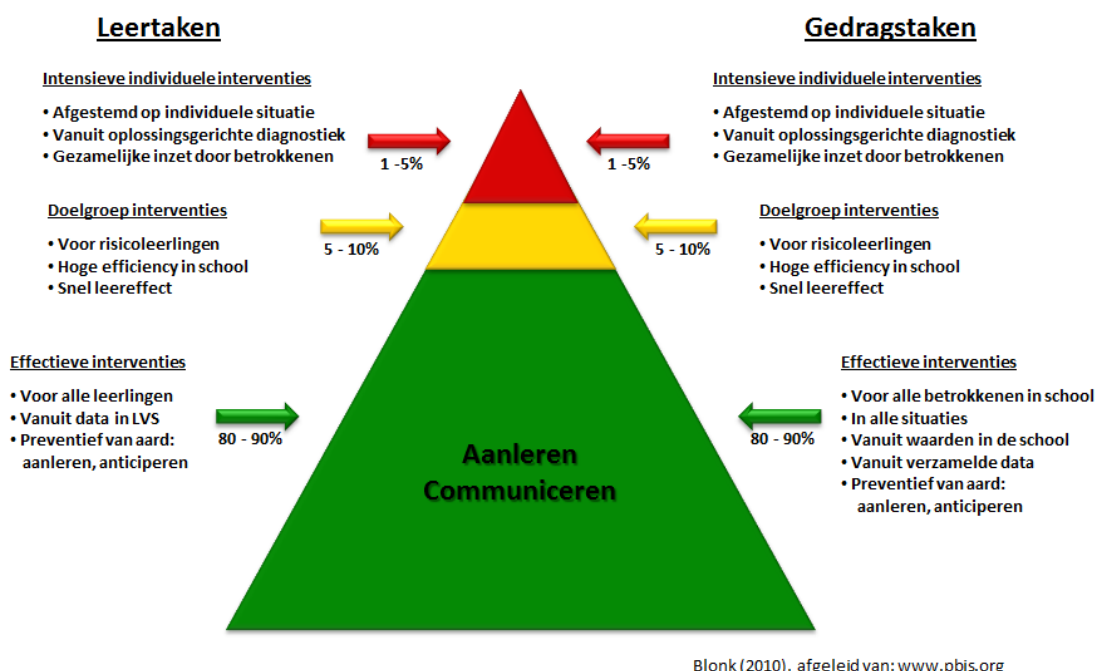 Leertaken
Intensieve individuele interventies
• Afgestemd op individuele situatie
• Vanuit oplossingsgerichte diagnostiek
• Gezamelijke inzet door betrokkenen
1 -5%
Doelgroep interventies
• Voor risicoleerlingen
• Hoge efficiency in school
• Snel leereffect
5 - 10%
Effectieve interventies
• Voor alle leerlingen
• Vanuit data in LVS
• Preventief van aard:
aanleren, anticiperen
80 - 90%
Aanleren
Communiceren
Gedragstaken
Intensieve individuele interventies
• Afgestemd op individuele situatie
• Vanuit oplossingsgerichte diagnostiek
• Gezamelijke inzet door betrokkenen
1 -5%
Doelgroep interventies
• Voor risicoleerlingen
• Hoge efficiency in school
• Snel leereffect
5 - 10%
Effectieve interventies
• Voor alle betrokkenen in school
• In alle situaties
• Vanuit waarden in de school
• Vanuit verzamelde data
• Preventief van aard:
aanleren, anticiperen
80 - 90%
Blonk (2010), afgeleid van: www.pbis.org